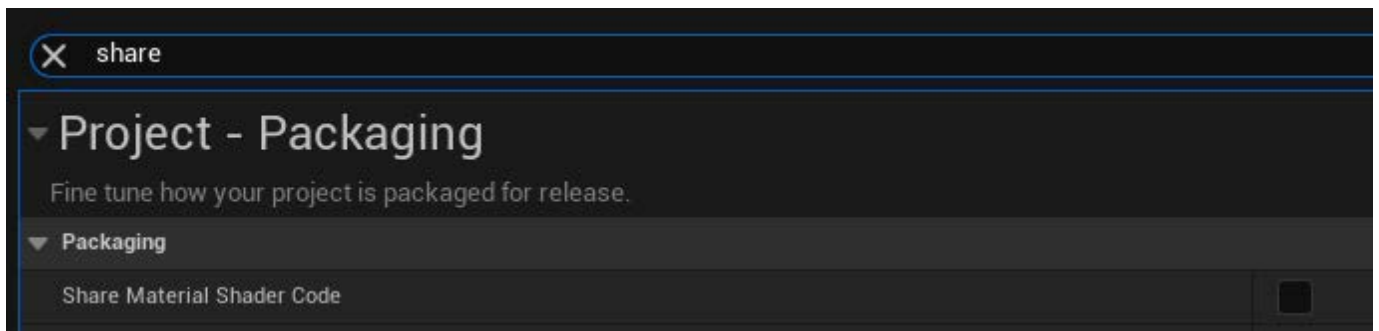 share
Project - Packaging
Fine tune how your project is packaged for release.
Packaging
Share Material Shader Code